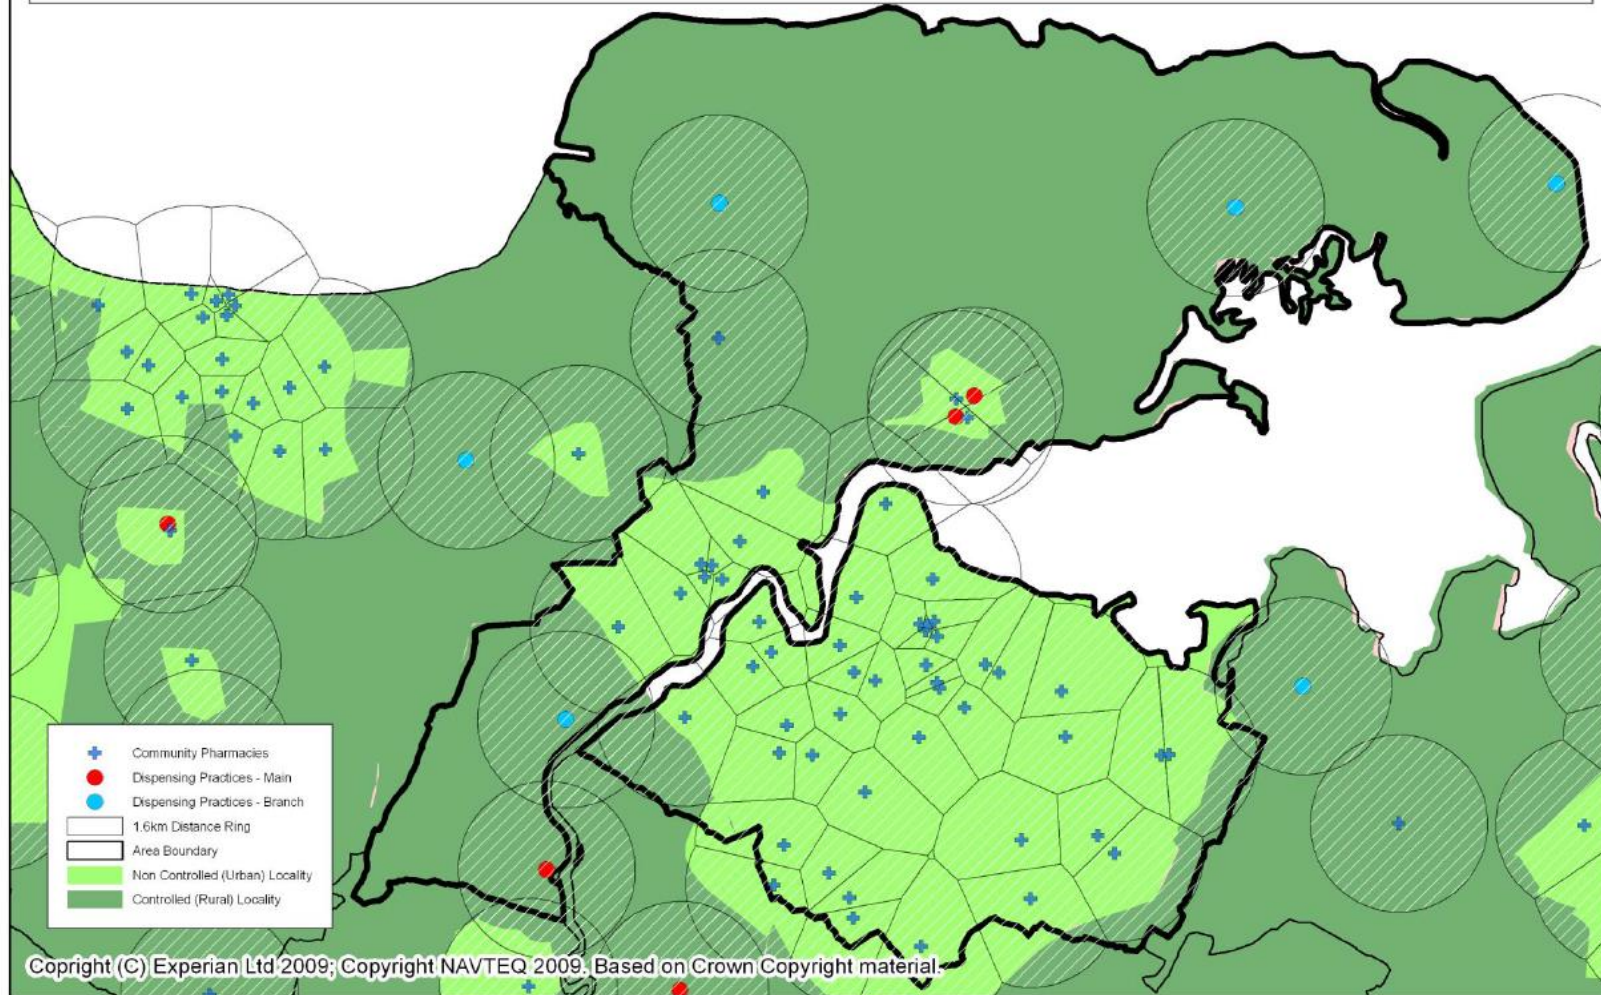 Community Pharmacies
Dispensing Practices - Main
Dispensing Practices - Branch
1.6km Distance Ring
Area Boundary
Non Controlled (Urban) Locality
Controlled (Rural) Locality
Copright (C) Experian Ltd 2009; Copyright NAVTEQ 2009. Based on Crown Copyright material.